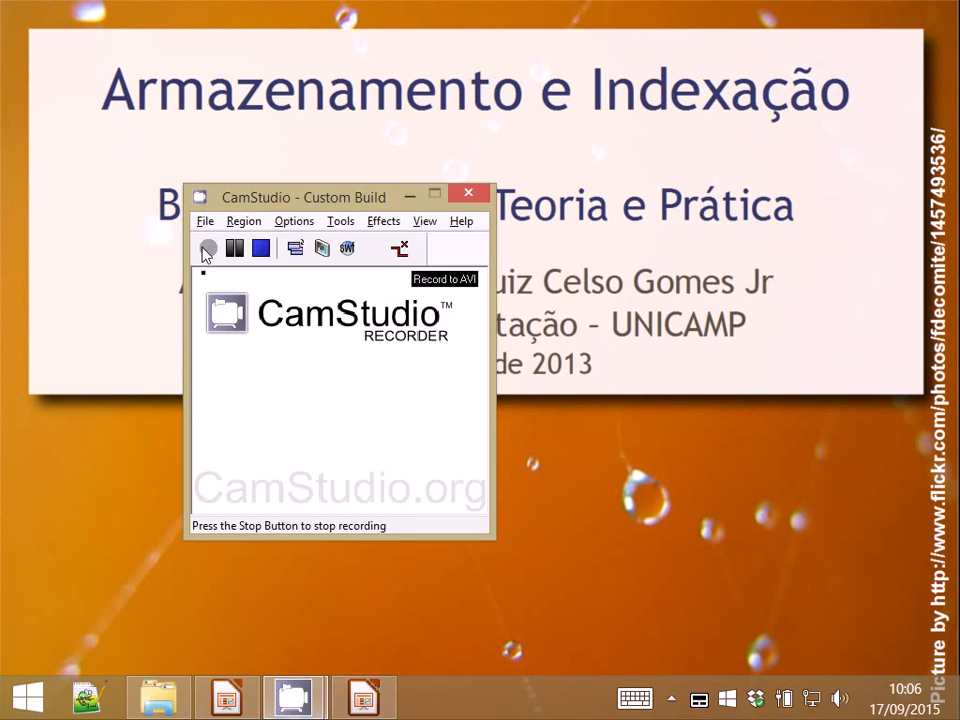 Armazenamento e Indexação
B
Teoria e Prática
uiz Celso Gomes Jr
tação – UNICAMP
de 2013
CamStudio - Custom Build
File Region Options Tools Effects View Help
SWF
Record to AVI
CamStudio™
RECORDER
CamStudio.org
Press the Stop Button to stop recording
Picture by http://www.flickr.com/photos/fdecomite/1457493536/
10:06
17/09/2015